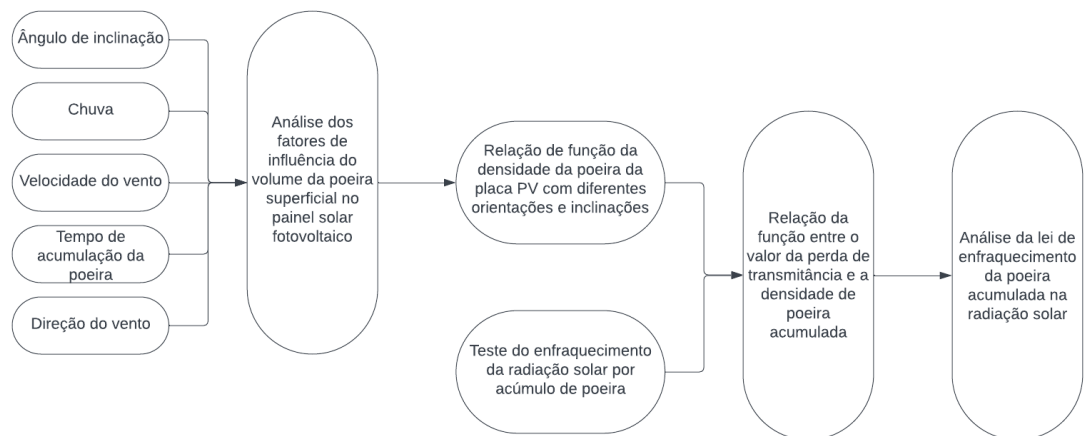 Ângulo de inclinação
Chuva
Velocidade do vento
Tempo de
acumulação da
poeira
Direção do vento
Análise dos
fatores de
influência do
volume da poeira
superficial no
painel solar
fotovoltaico
Relação de função da
densidade da poeira da
placa PV com diferentes
orientações e inclinações
Teste do enfraquecimento
da radiação solar por
acúmulo de poeira
Relação da
função entre o
valor da perda de
transmitância e a
densidade de
poeira
acumulada
Análise da lei de
enfraquecimento
da poeira
acumulada na
radiação solar